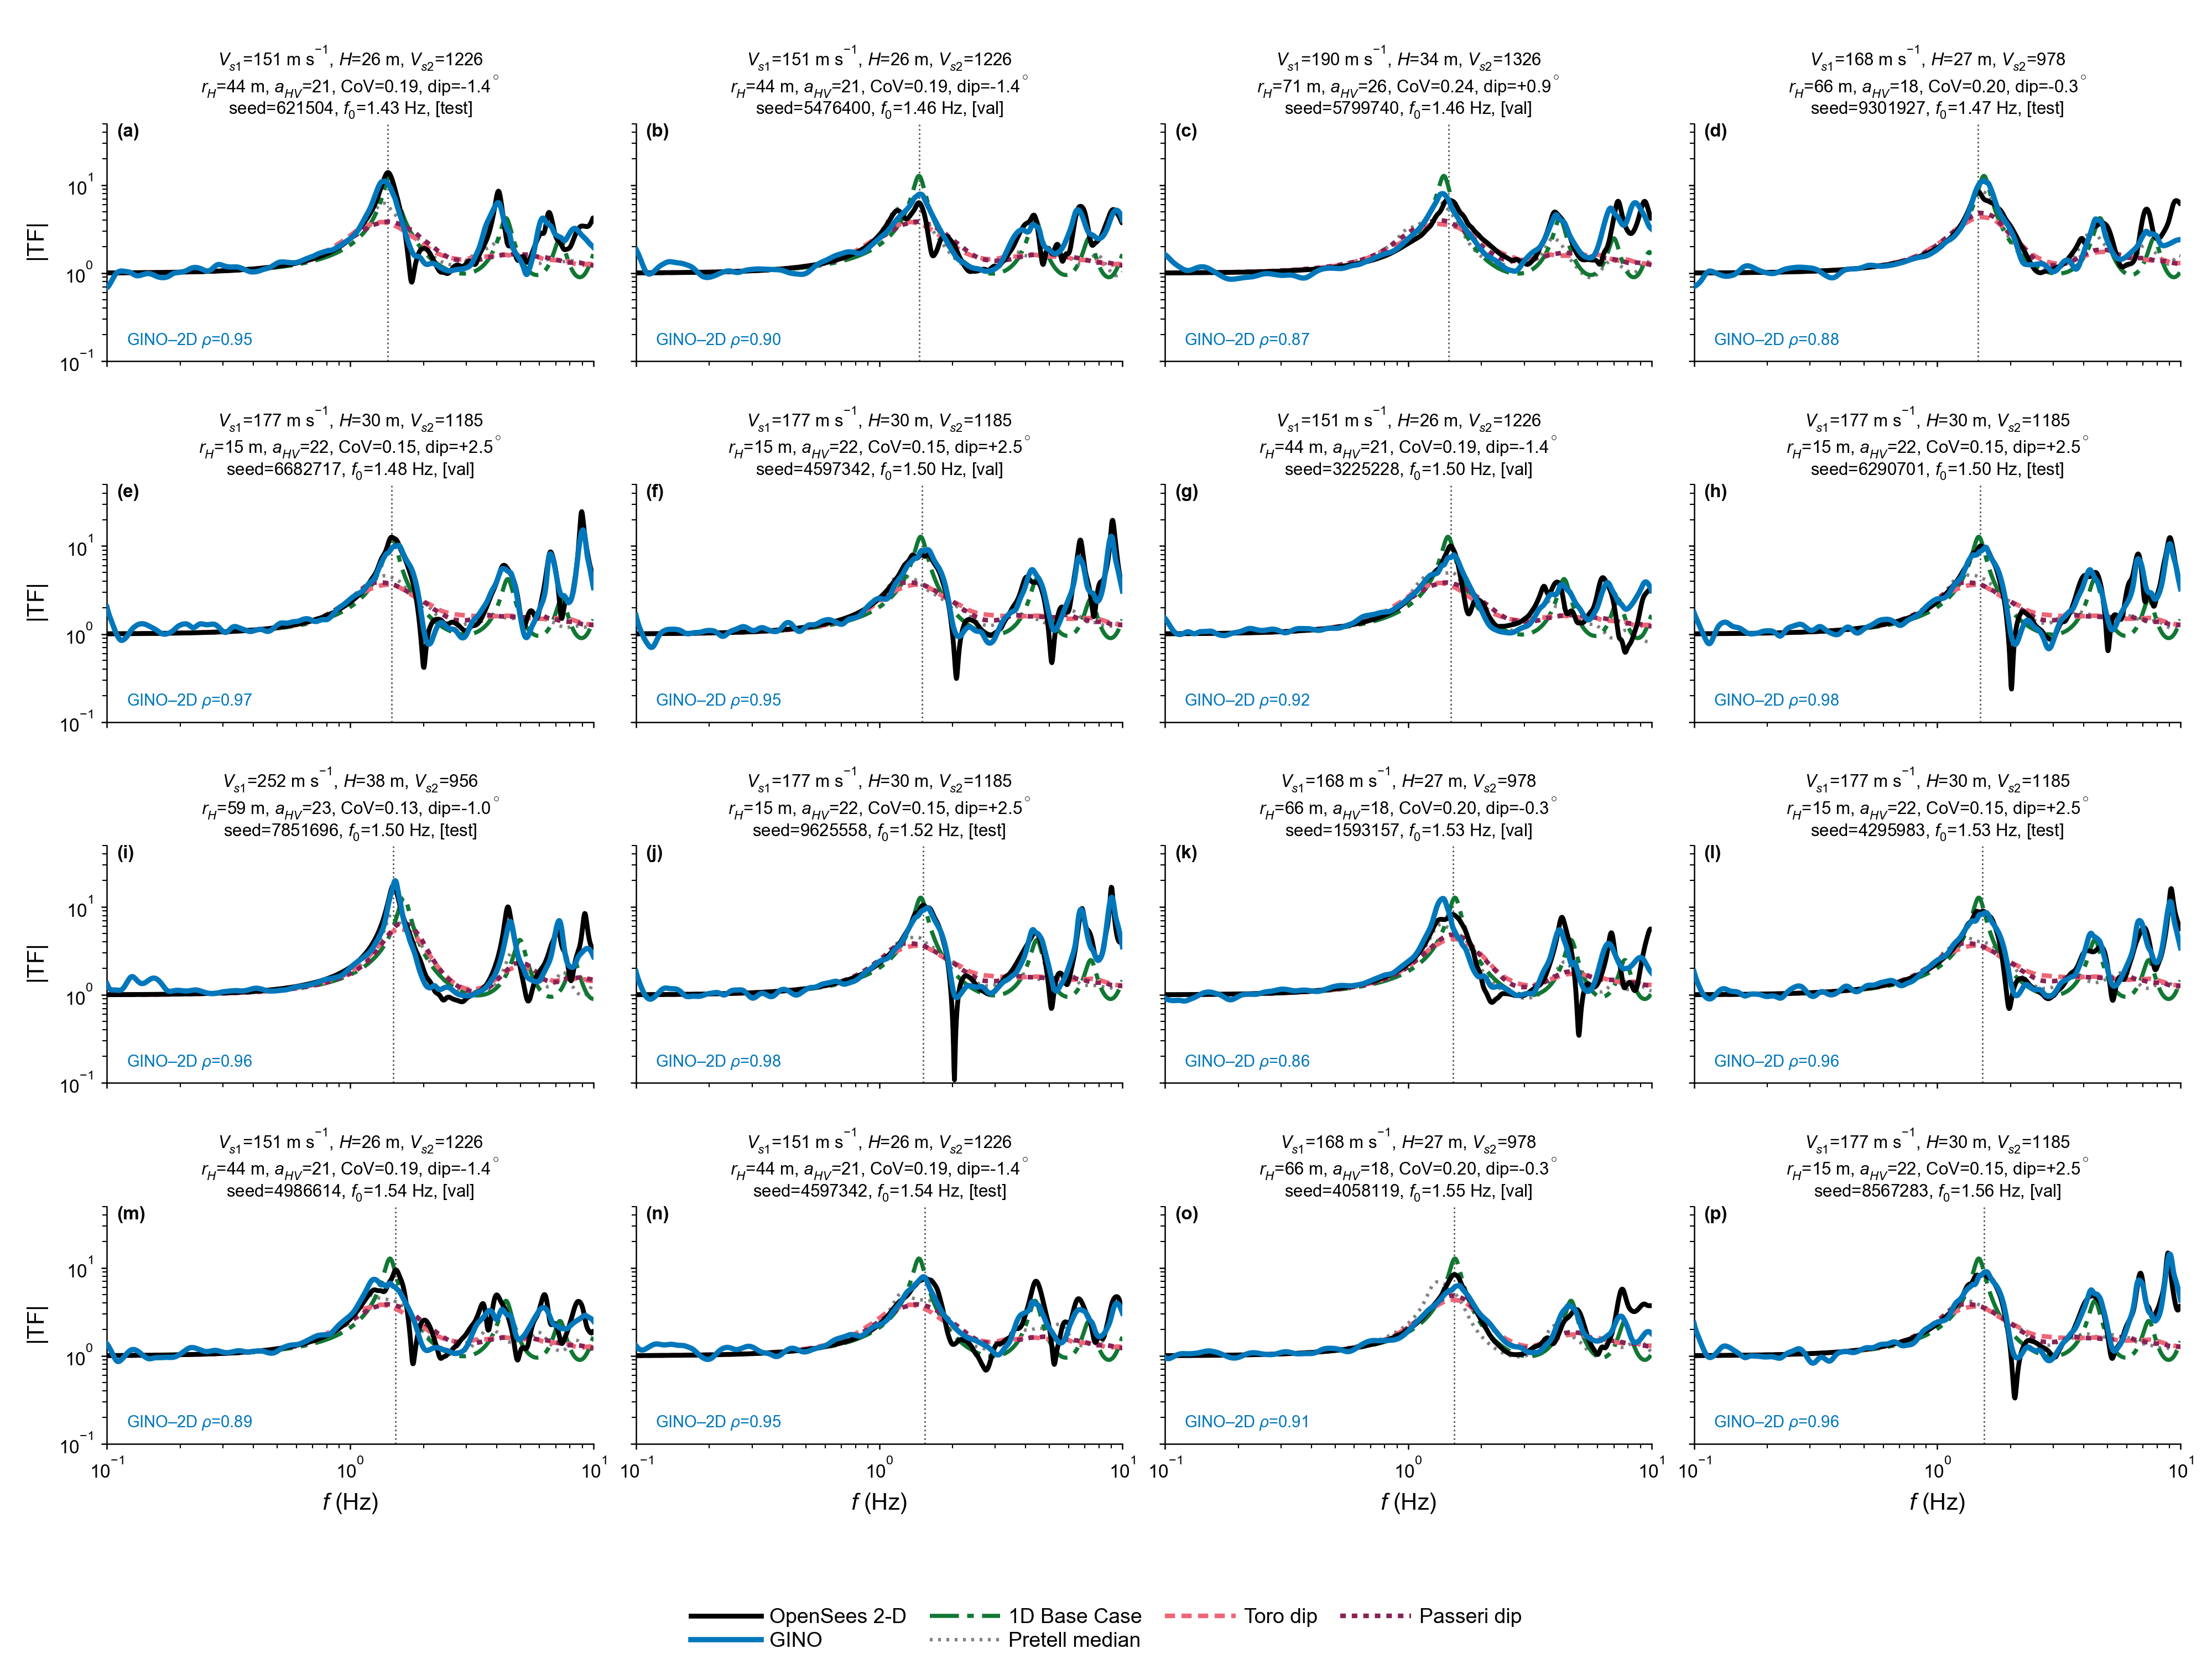 V_s1=151 m s^−1, H=26 m, V_s2=1226
r_H=44 m, a_HV=21, CoV=0.19, dip=-1.4°
seed=621504, f_0=1.43 Hz, [test]
V_s1=151 m s^−1, H=26 m, V_s2=1226
r_H=44 m, a_HV=21, CoV=0.19, dip=-1.4°
seed=5476400, f_0=1.46 Hz, [val]
V_s1=190 m s^−1, H=34 m, V_s2=1326
r_H=71 m, a_HV=26, CoV=0.24, dip=+0.9°
seed=5799740, f_0=1.46 Hz, [val]
V_s1=168 m s^−1, H=27 m, V_s2=978
r_H=66 m, a_HV=18, CoV=0.20, dip=-0.3°
seed=9301927, f_0=1.47 Hz, [test]
(a)
(b)
(c)
(d)
|TF|
10^1
10^0
10^−1
GINO–2D ρ=0.95
GINO–2D ρ=0.90
GINO–2D ρ=0.87
GINO–2D ρ=0.88
V_s1=177 m s^−1, H=30 m, V_s2=1185
r_H=15 m, a_HV=22, CoV=0.15, dip=+2.5°
seed=6682717, f_0=1.48 Hz, [val]
V_s1=177 m s^−1, H=30 m, V_s2=1185
r_H=15 m, a_HV=22, CoV=0.15, dip=+2.5°
seed=4597342, f_0=1.50 Hz, [val]
V_s1=151 m s^−1, H=26 m, V_s2=1226
r_H=44 m, a_HV=21, CoV=0.19, dip=-1.4°
seed=3225228, f_0=1.50 Hz, [val]
V_s1=177 m s^−1, H=30 m, V_s2=1185
r_H=15 m, a_HV=22, CoV=0.15, dip=+2.5°
seed=6290701, f_0=1.50 Hz, [test]
(e)
(f)
(g)
(h)
|TF|
10^1
10^0
10^−1
GINO–2D ρ=0.97
GINO–2D ρ=0.95
GINO–2D ρ=0.92
GINO–2D ρ=0.98
V_s1=252 m s^−1, H=38 m, V_s2=956
r_H=59 m, a_HV=23, CoV=0.13, dip=-1.0°
seed=7851696, f_0=1.50 Hz, [test]
V_s1=177 m s^−1, H=30 m, V_s2=1185
r_H=15 m, a_HV=22, CoV=0.15, dip=+2.5°
seed=9625558, f_0=1.52 Hz, [test]
V_s1=168 m s^−1, H=27 m, V_s2=978
r_H=66 m, a_HV=18, CoV=0.20, dip=-0.3°
seed=1593157, f_0=1.53 Hz, [val]
V_s1=177 m s^−1, H=30 m, V_s2=1185
r_H=15 m, a_HV=22, CoV=0.15, dip=+2.5°
seed=4295983, f_0=1.53 Hz, [test]
(i)
(j)
(k)
(l)
|TF|
10^1
10^0
10^−1
GINO–2D ρ=0.96
GINO–2D ρ=0.98
GINO–2D ρ=0.86
GINO–2D ρ=0.96
V_s1=151 m s^−1, H=26 m, V_s2=1226
r_H=44 m, a_HV=21, CoV=0.19, dip=-1.4°
seed=4986614, f_0=1.54 Hz, [val]
V_s1=151 m s^−1, H=26 m, V_s2=1226
r_H=44 m, a_HV=21, CoV=0.19, dip=-1.4°
seed=4597342, f_0=1.54 Hz, [test]
V_s1=168 m s^−1, H=27 m, V_s2=978
r_H=66 m, a_HV=18, CoV=0.20, dip=-0.3°
seed=4058119, f_0=1.55 Hz, [val]
V_s1=177 m s^−1, H=30 m, V_s2=1185
r_H=15 m, a_HV=22, CoV=0.15, dip=+2.5°
seed=8567283, f_0=1.56 Hz, [val]
(m)
(n)
(o)
(p)
|TF|
10^1
10^0
10^−1
GINO–2D ρ=0.89
GINO–2D ρ=0.95
GINO–2D ρ=0.91
GINO–2D ρ=0.96
10^−1 10^0 10^1
10^−1 10^0 10^1
10^−1 10^0 10^1
10^−1 10^0 10^1
f (Hz)
f (Hz)
f (Hz)
f (Hz)
OpenSees 2-D
1D Base Case
Toro dip
Passeri dip
GINO
Pretell median